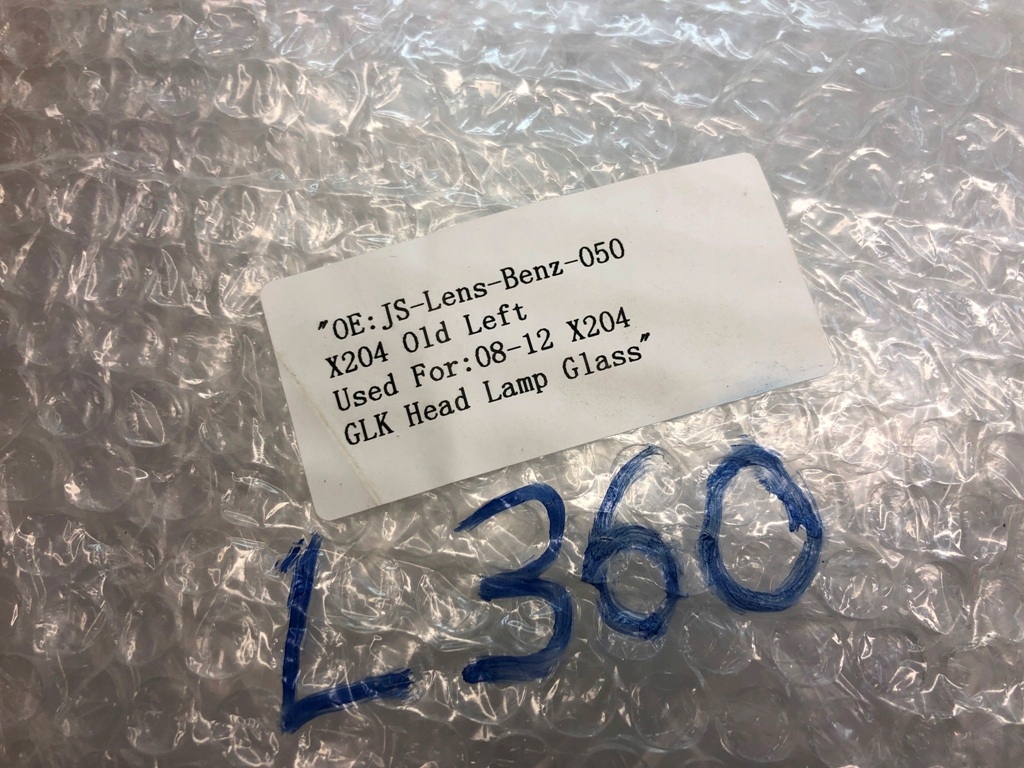 "OE:JS-Lens-Benz-050
X204 Old Left
Used For:08-12 X204
GLK Head Lamp Glass"
L360